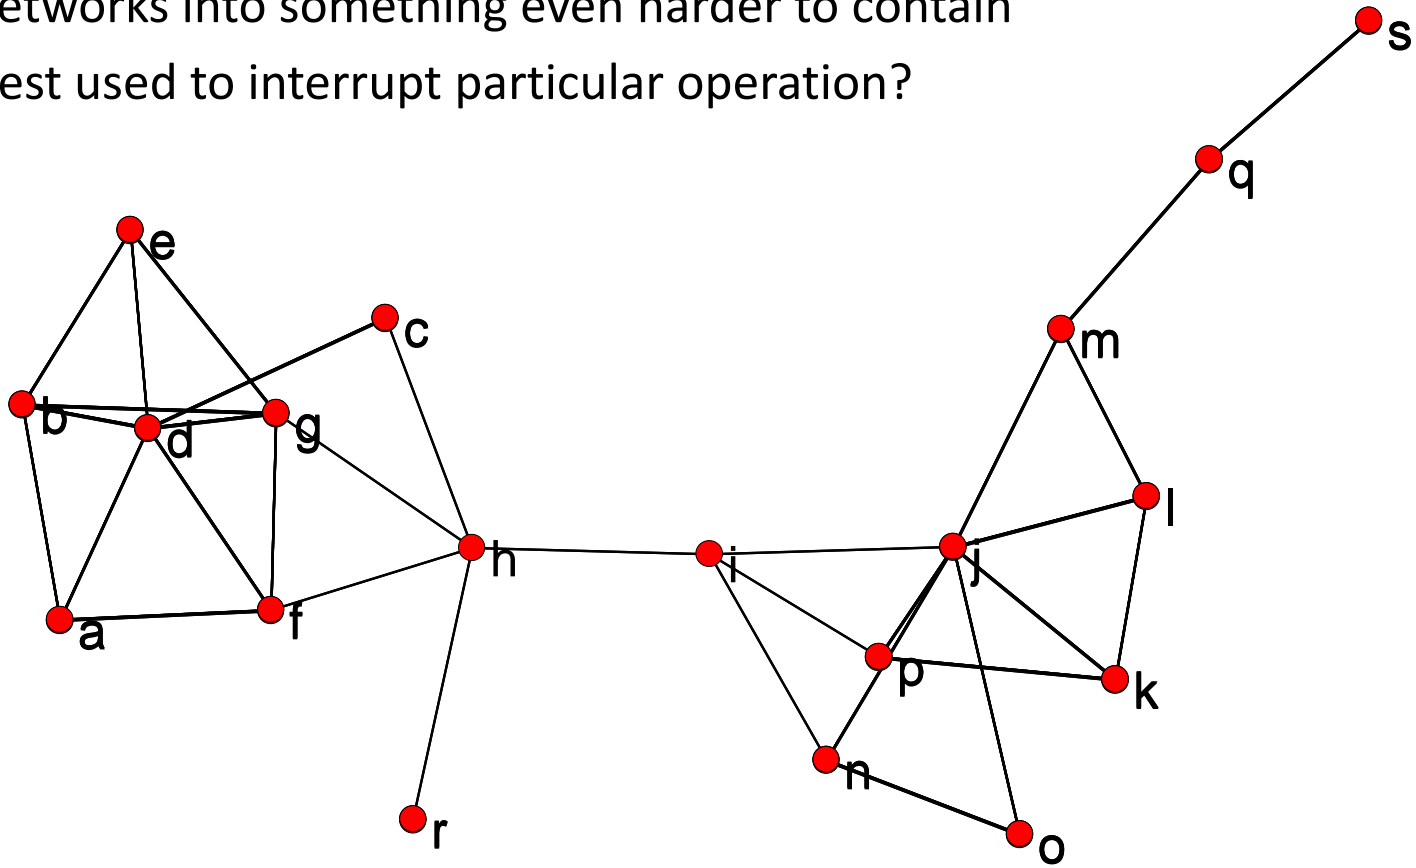 etworks into something even harder to contain
s
est used to interrupt particular operation?
q
e
c
m
b
d
g
l
h
i
j
a
f
p
k
n
r
o